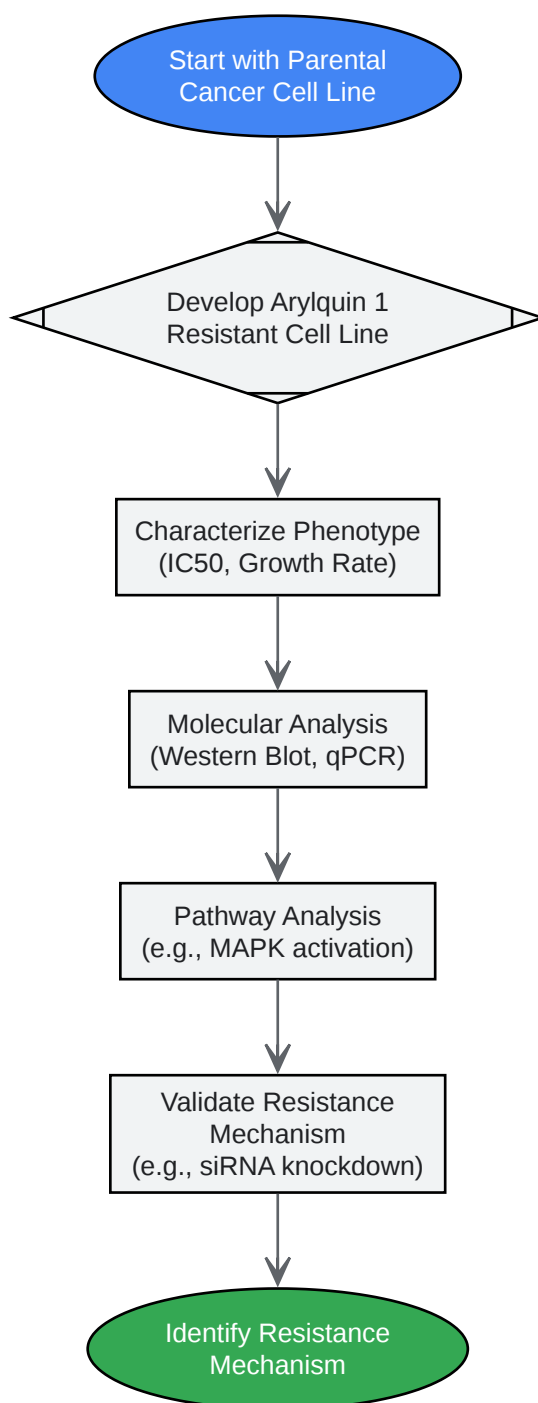 Start with Parental
Cancer Cell Line
Develop Arylquin 1
Resistant Cell Line
Characterize Phenotype
(IC50, Growth Rate)
Molecular Analysis
(Western Blot, qPCR)
Pathway Analysis
(e.g., MAPK activation)
Validate Resistance
Mechanism
(e.g., siRNA knockdown)
Identify Resistance
Mechanism